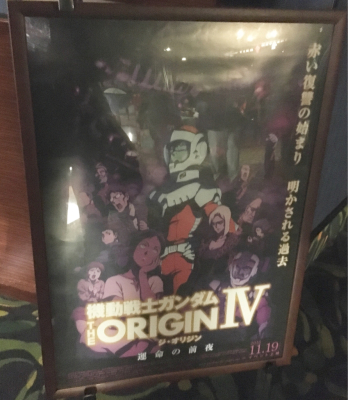 赤い復讐の始まり 明かされる過去
機動戦士ガンダム
THE ORIGIN IV
ジ・オリジン
運命の前夜
11.19